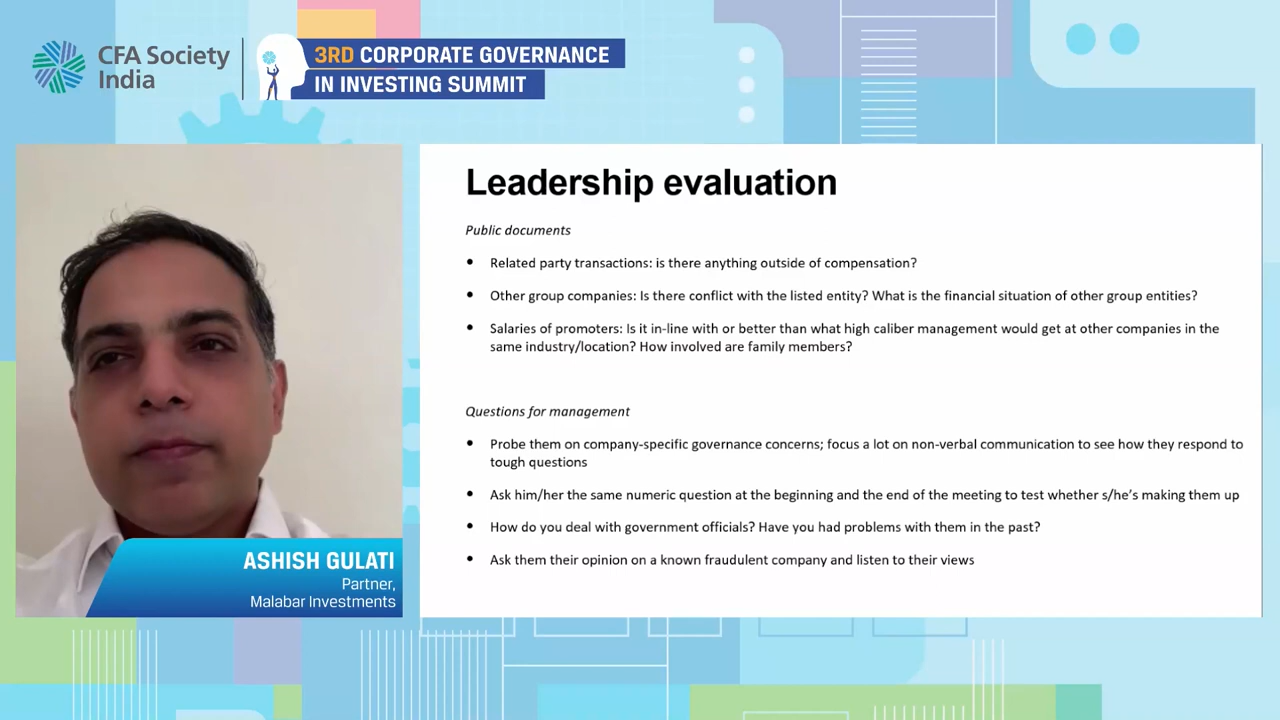 CFA Society
India
3RD CORPORATE GOVERNANCE
IN INVESTING SUMMIT
Leadership evaluation
Public documents
• Related party transactions: is there anything outside of compensation?
• Other group companies: Is there conflict with the listed entity? What is the financial situation of other group entities?
• Salaries of promoters: Is it in-line with or better than what high caliber management would get at other companies in the
same industry/location? How involved are family members?
Questions for management
• Probe them on company-specific governance concerns; focus a lot on non-verbal communication to see how they respond to
tough questions
• Ask him/her the same numeric question at the beginning and the end of the meeting to test whether s/he's making them up
• How do you deal with government officials? Have you had problems with them in the past?
• Ask them their opinion on a known fraudulent company and listen to their views
ASHISH GULATI
Partner,
Malabar Investments